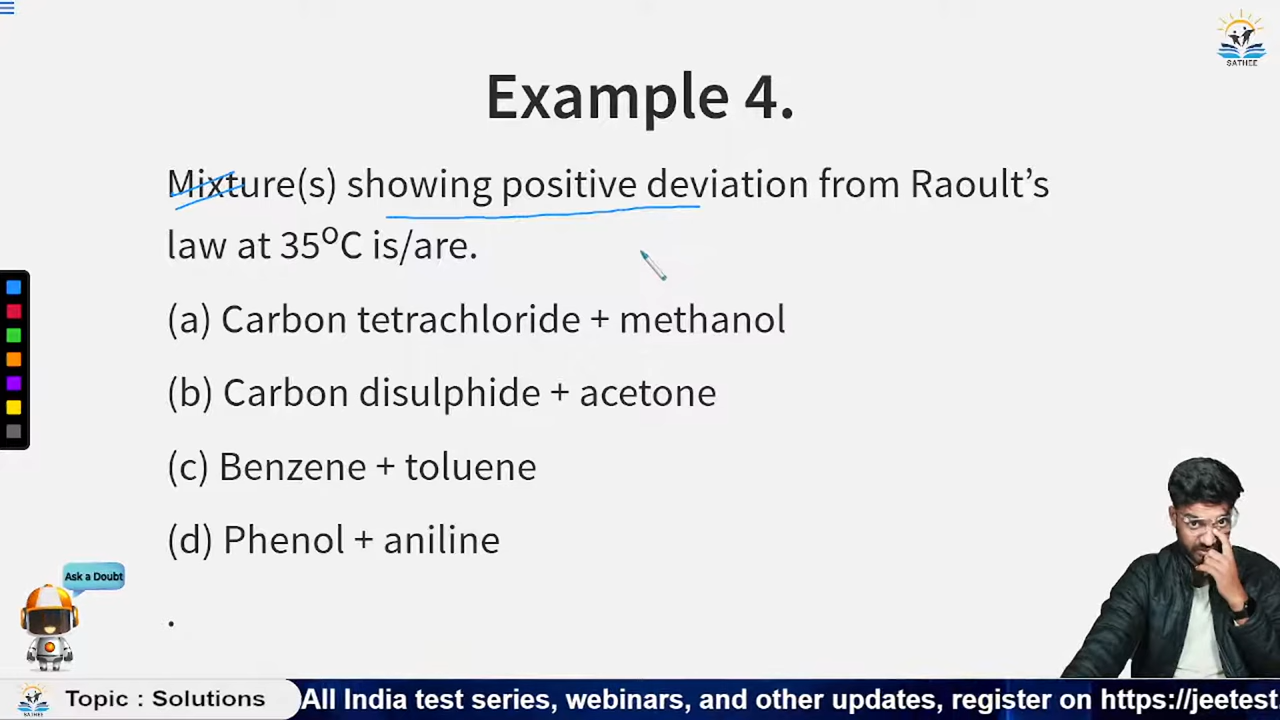 SATHEE
Example 4.
Mixture(s) showing positive deviation from Raoult’s
law at 35ºC is/are.
(a) Carbon tetrachloride + methanol
(b) Carbon disulphide + acetone
(c) Benzene + toluene
(d) Phenol + aniline
.
Ask a Doubt
SATHEE
Topic : Solutions
All India test series, webinars, and other updates, register on https://jeetest